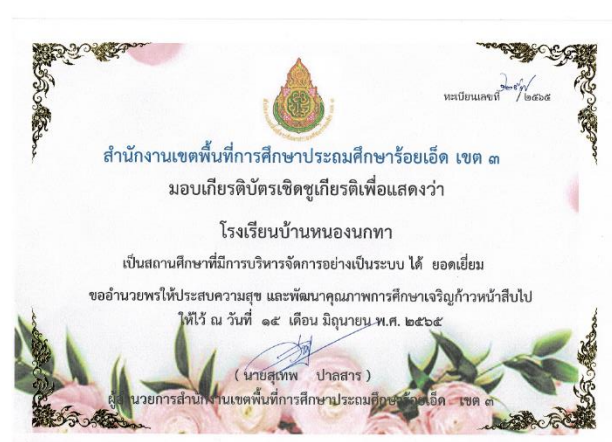 ทะเบียนเลขที่ /๒๕๖๕
สำนักงานเขตพื้นที่การศึกษาประถมศึกษาร้อยเอ็ด เขต ๓
มอบเกียรติบัตรเชิดชูเกียรติเพื่อแสดงว่า
โรงเรียนบ้านหนองนกทา
เป็นสถานศึกษาที่มีการบริหารจัดการอย่างเป็นระบบ ได้ ยอดเยี่ยม
ขออำนวยพรให้ประสบความสุข และพัฒนาคุณภาพการศึกษาเจริญก้าวหน้าสืบไป
ให้ไว้ ณ วันที่ ๑๕ เดือน มิถุนายน พ.ศ. ๒๕๖๕
( นายสุเทพ ปาลสาร )
ผู้อำนวยการสำนักงานเขตพื้นที่การศึกษาประถมศึกษาร้อยเอ็ด เขต ๓